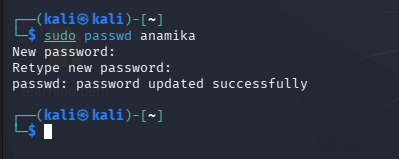 ┌──(kali㉿kali)-[~]
└─$ sudo passwd anamika
New password:
Retype new password:
passwd: password updated successfully
┌──(kali㉿kali)-[~]
└─$